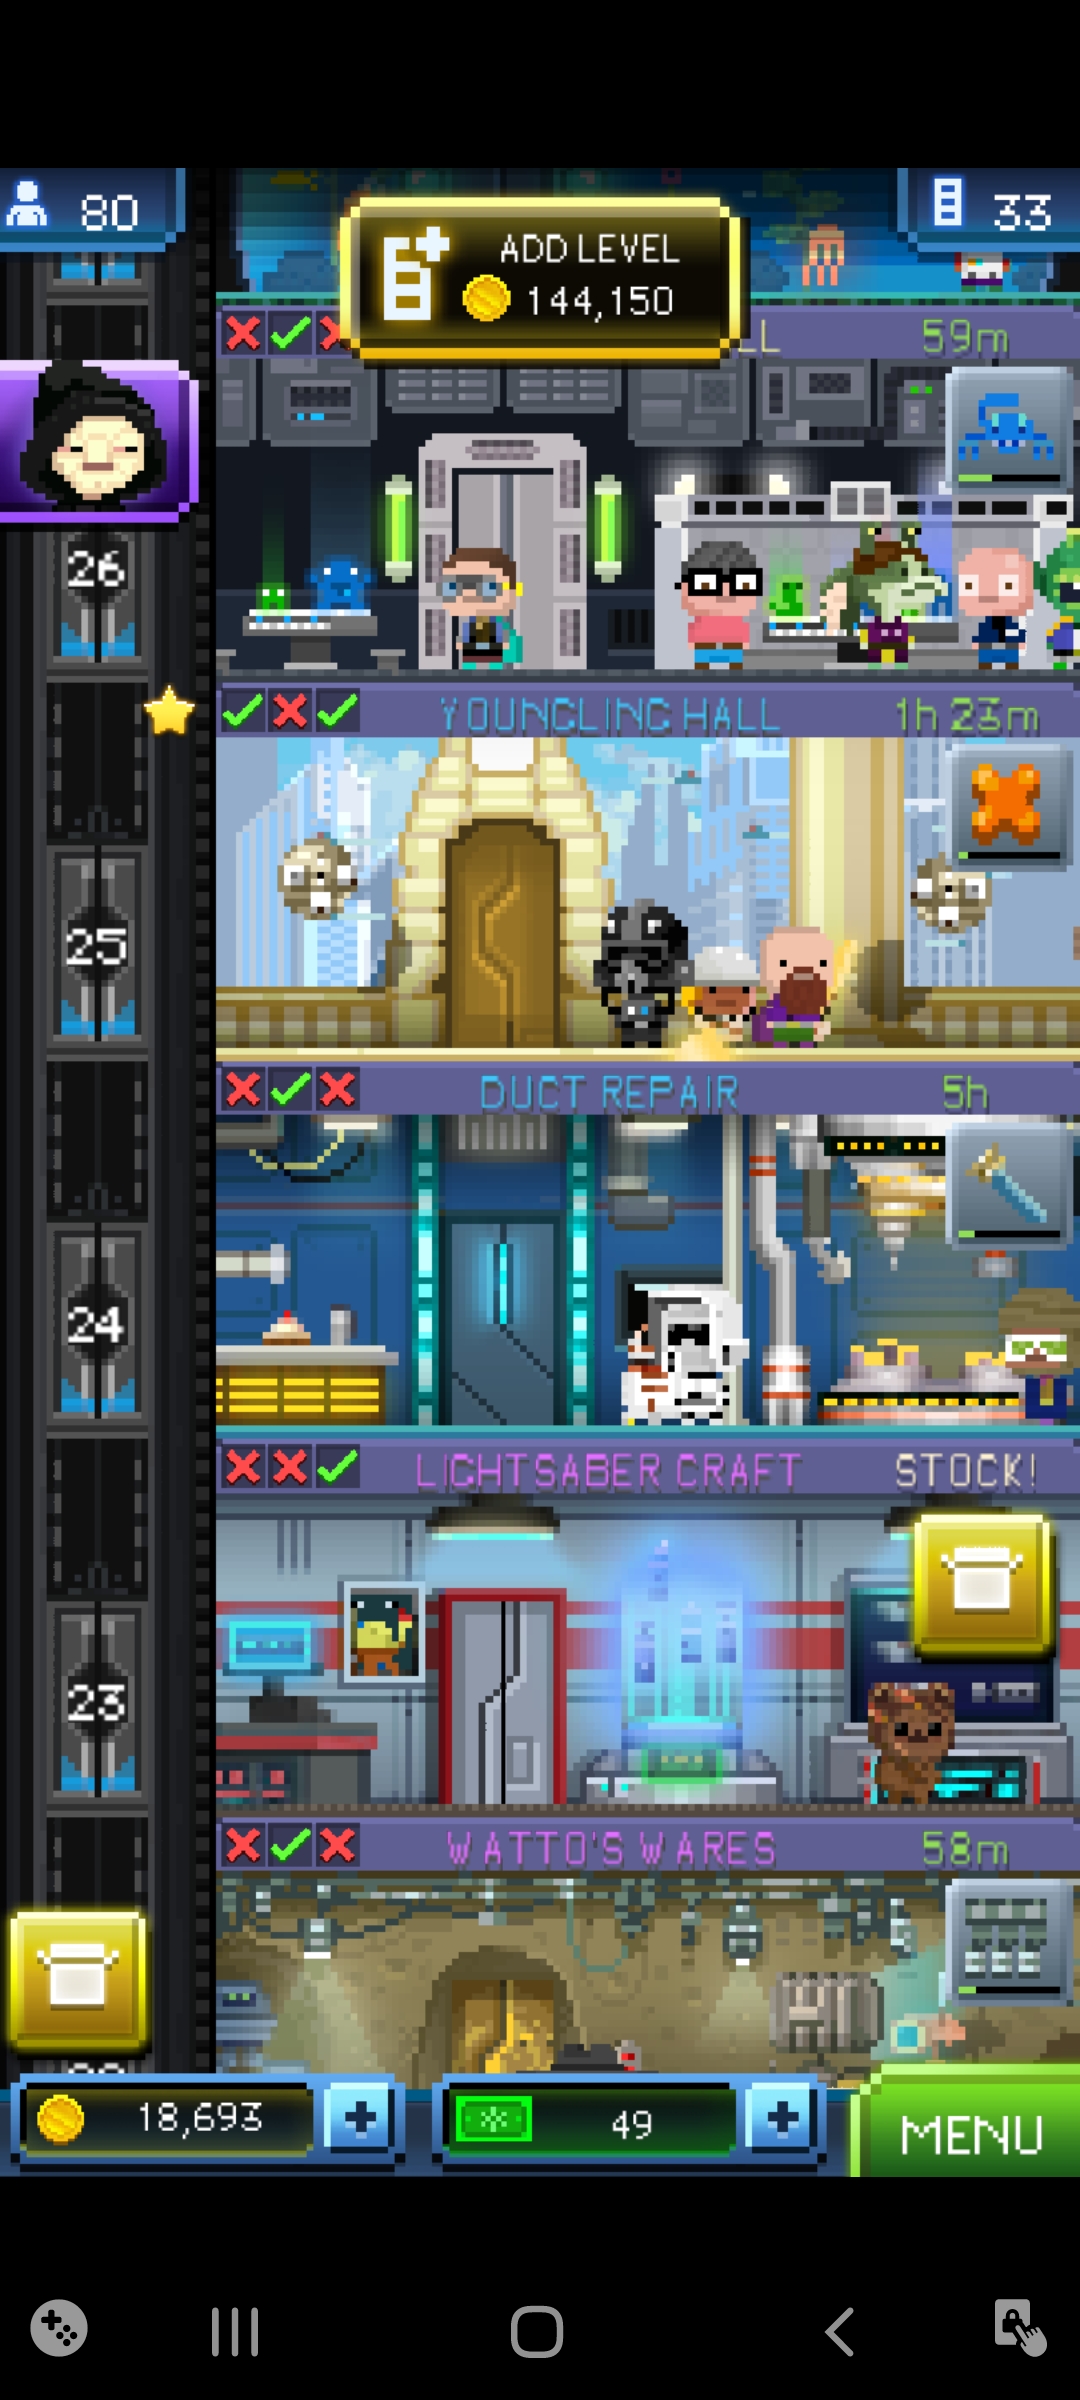 80
33
ADD LEVEL
144,150
LL
59m
26
YOUNGLING HALL
1h 23m
25
DUCT REPAIR
5h
24
LIGHTSABER CRAFT
STOCK!
23
WATTO'S WARES
58m
18,693
49
MENU